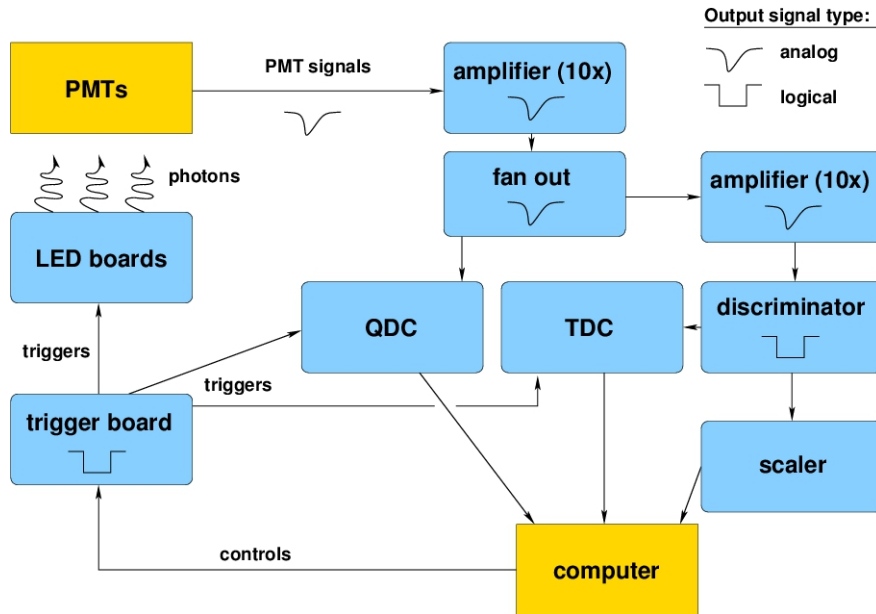 Output signal type:
analog
logical
PMTs
PMT signals
amplifier (10x)
photons
fan out
amplifier (10x)
LED boards
QDC
TDC
discriminator
triggers
triggers
trigger board
scaler
controls
computer